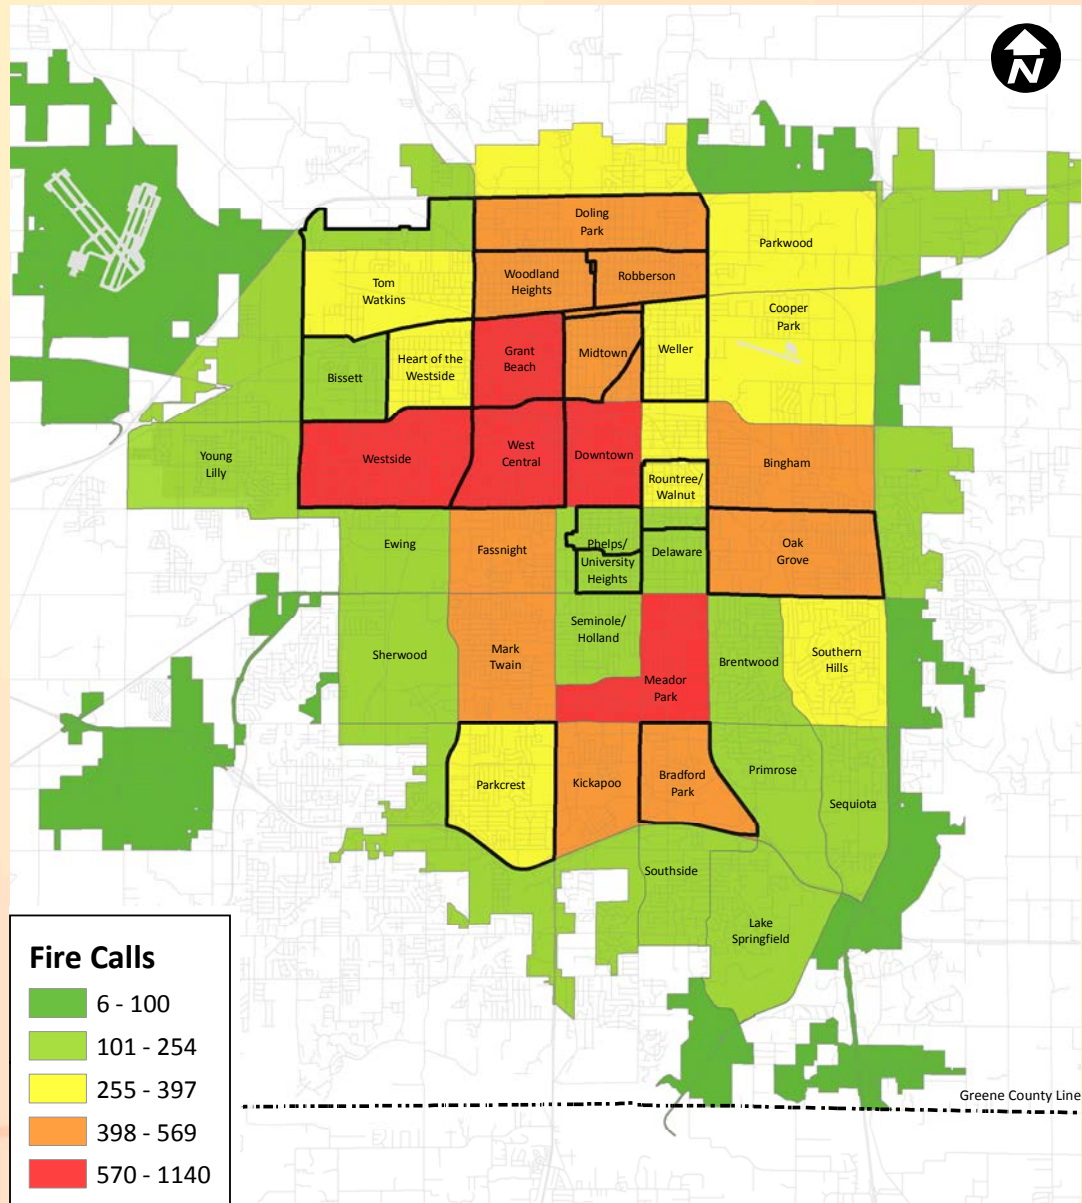 N
Doling
Park
Parkwood
Woodland
Heights
Robberson
Tom
Watkins
Cooper
Park
Grant
Beach
Midtown
Weller
Heart of the
Westside
Bissett
Young
Lilly
Westside
West
Central
Downtown
Bingham
Rountree/
Walnut
Ewing
Fassnight
Phelps/
University
Heights
Delaware
Oak
Grove
Seminole/
Holland
Sherwood
Mark
Twain
Brentwood
Southern
Hills
Meador
Park
Parkcrest
Kickapoo
Bradford
Park
Primrose
Sequiota
Southside
Lake
Springfield
Fire Calls
6 - 100
101 - 254
255 - 397
398 - 569
570 - 1140
Greene County Line